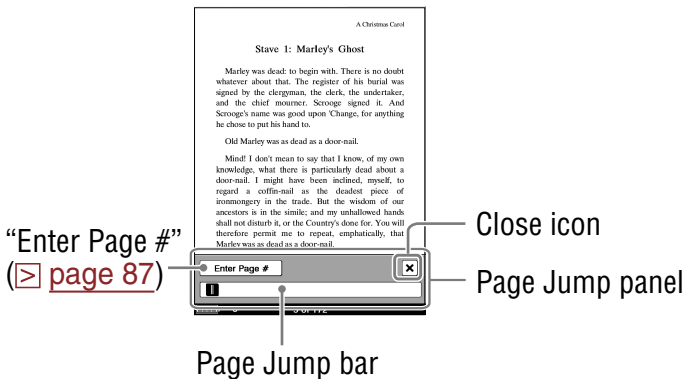 A Christmas Carol
Stave 1: Marley's Ghost
Marley was dead: to begin with. There is no doubt
whatever about that. The register of his burial was
signed by the clergyman, the clerk, the undertaker,
and the chief mourner. Scrooge signed it. And
Scrooge's name was good upon 'Change, for anything
he chose to put his hand to.
Old Marley was as dead as a door-nail.
Mind! I don't mean to say that I know, of my own
knowledge, what there is particularly dead about a
door-nail. I might have been inclined, myself, to
regard a coffin-nail as the deadest piece of
ironmongery in the trade. But the wisdom of our
ancestors is in the simile; and my unhallowed hands
shall not disturb it, or the Country's done for. You will
therefore permit me to repeat, emphatically, that
Marley was as dead as a door-nail.
Enter Page #
of 172
"Enter Page #"
(> page 87)
Close icon
Page Jump panel
Page Jump bar